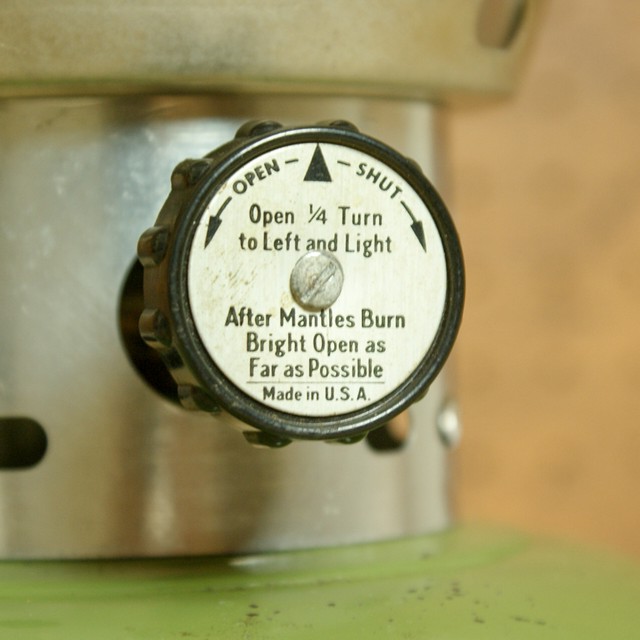 OPEN – – SHUT
Open ¼ Turn
to Left and Light
After Mantles Burn
Bright Open as
Far as Possible
Made in U.S.A.